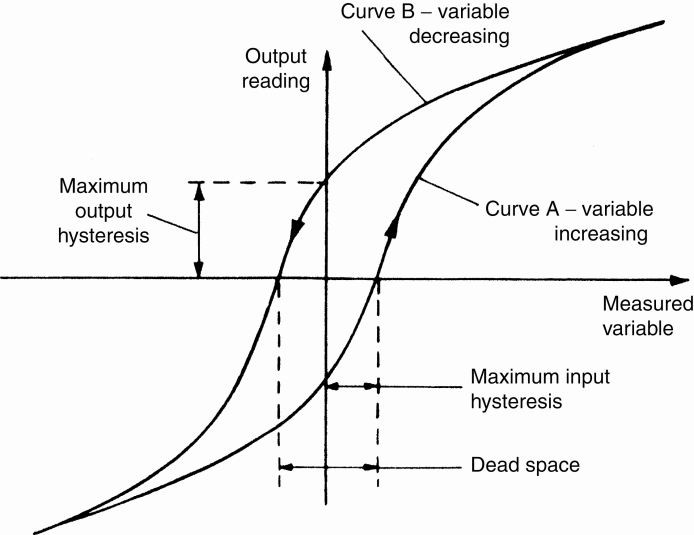 Curve B – variable
decreasing
Output
reading
Maximum
output
hysteresis
Curve A – variable
increasing
Measured
variable
Maximum input
hysteresis
Dead space